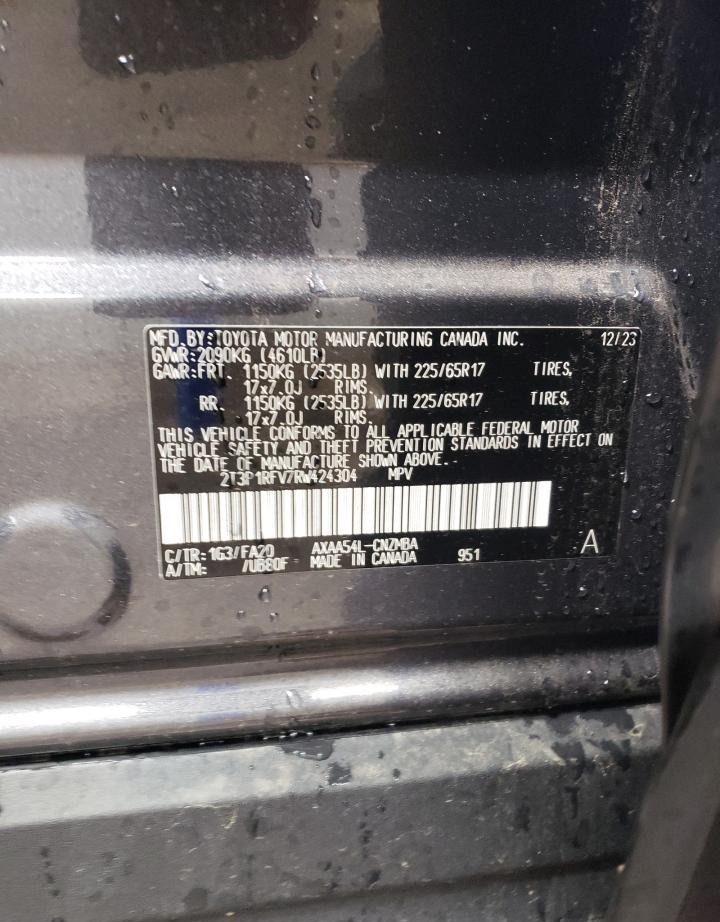 MFD. BY: TOYOTA MOTOR MANUFACTURING CANADA INC. 12/23
GVWR: 2090KG (4610LB)
GAWR: FRT. 1150KG (2535LB) WITH 225/65R17 TIRES,
17x7.0J RIMS.
RR. 1150KG (2535LB) WITH 225/65R17 TIRES,
17x7.0J RIMS.
THIS VEHICLE CONFORMS TO ALL APPLICABLE FEDERAL MOTOR
VEHICLE SAFETY AND THEFT PREVENTION STANDARDS IN EFFECT ON
THE DATE OF MANUFACTURE SHOWN ABOVE.
2T3P1RFV7RW424304 MPV
C/TR: 1G3/FA20 AXAA54L-CNZMBA 951 A
A/TM: /UB80F MADE IN CANADA